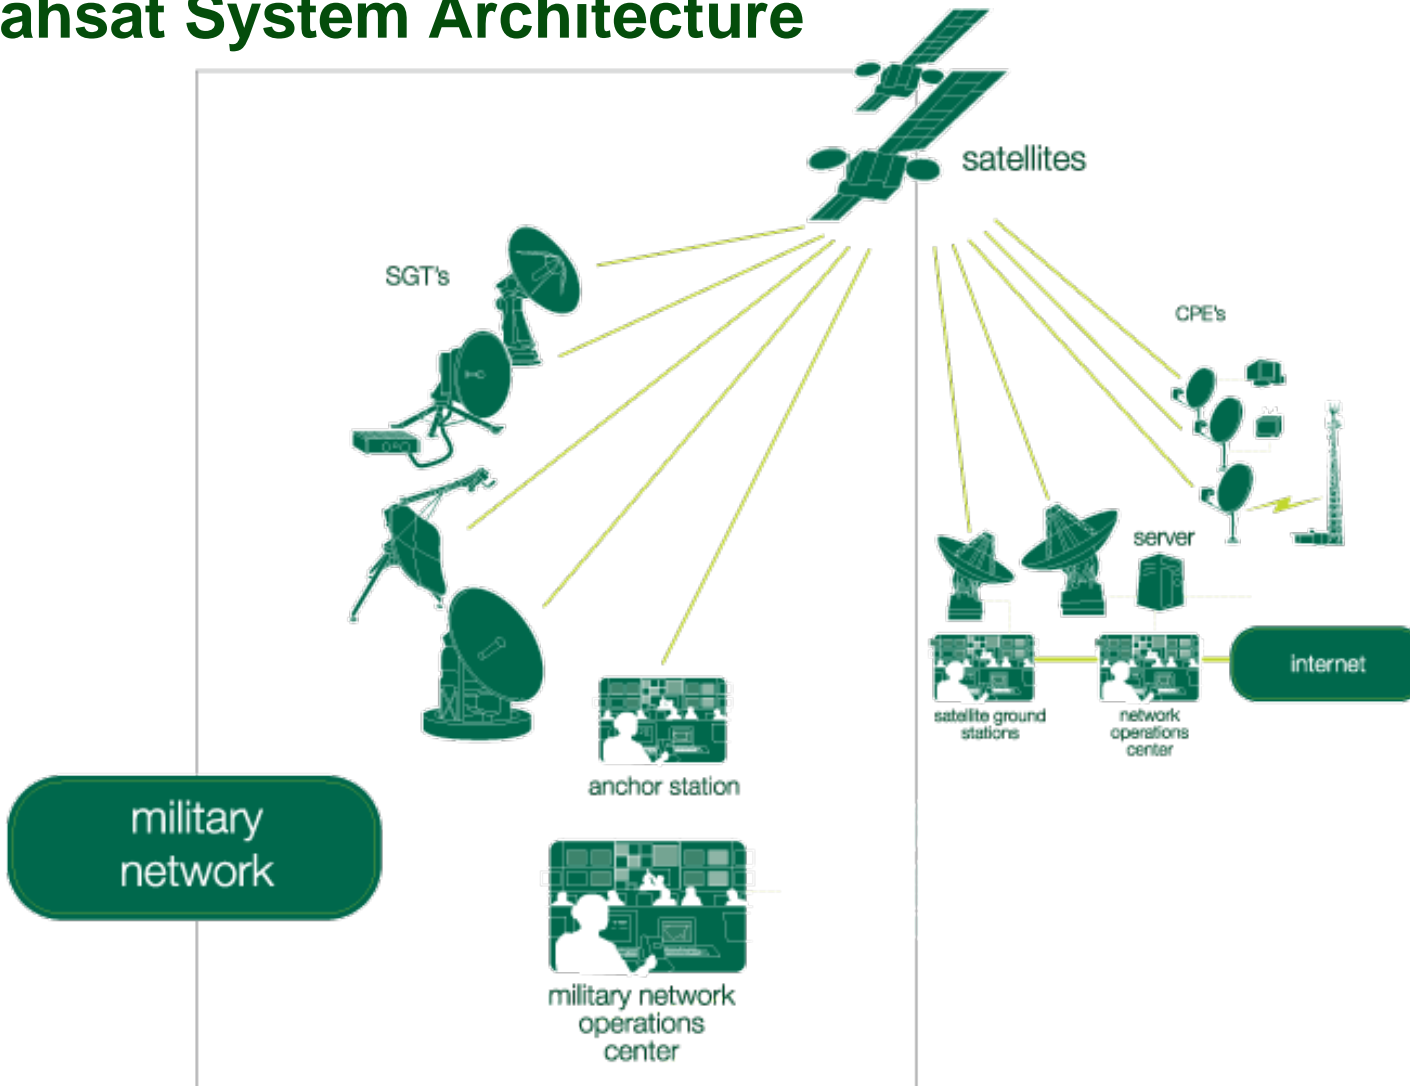 ahsat System Architecture
satellites
SGT's
CPE's
server
internet
satellite ground
stations
network
operations
center
anchor station
military
network
military network
operations
center